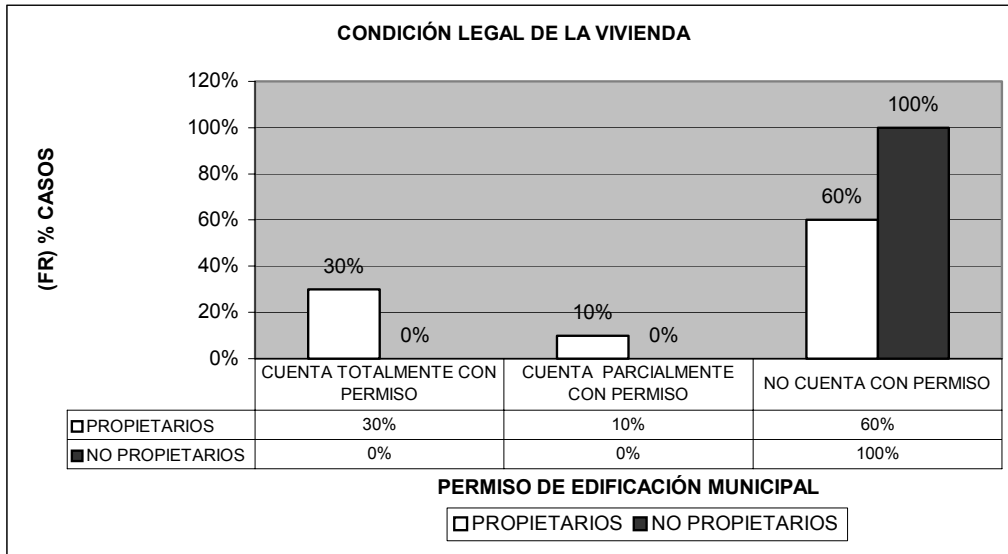 CONDICIÓN LEGAL DE LA VIVIENDA
(FR) % CASOS
120%
100%
80%
60%
40%
20%
0%
30%
0%
10%
0%
60%
100%
CUENTA TOTALMENTE CON
PERMISO
CUENTA PARCIALMENTE
CON PERMISO
NO CUENTA CON PERMISO
PROPIETARIOS 30% 10% 60%
NO PROPIETARIOS 0% 0% 100%
PERMISO DE EDIFICACIÓN MUNICIPAL
PROPIETARIOS NO PROPIETARIOS